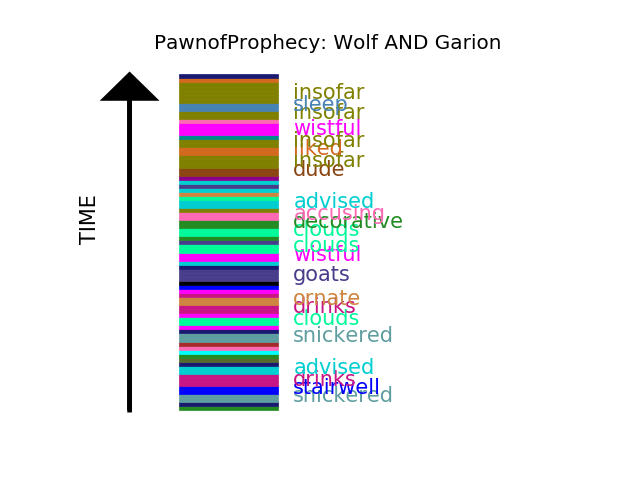 PawnofProphecy: Wolf AND Garion
TIME
insofar
sleep
insofar
wistful
insofar
liked
insofar
dude
advised
accusing
decorative
clouds
clouds
wistful
goats
ornate
drinks
clouds
snickered
advised
drinks
stairwell
snickered